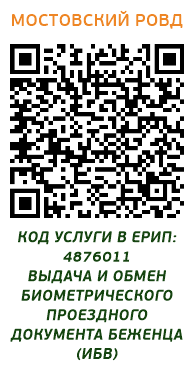 МОСТОВСКИЙ РОВД
КОД УСЛУГИ В ЕРИП:
4876011
ВЫДАЧА И ОБМЕН
БИОМЕТРИЧЕСКОГО
ПРОЕЗДНОГО
ДОКУМЕНТА БЕЖЕНЦА
(ИБВ)